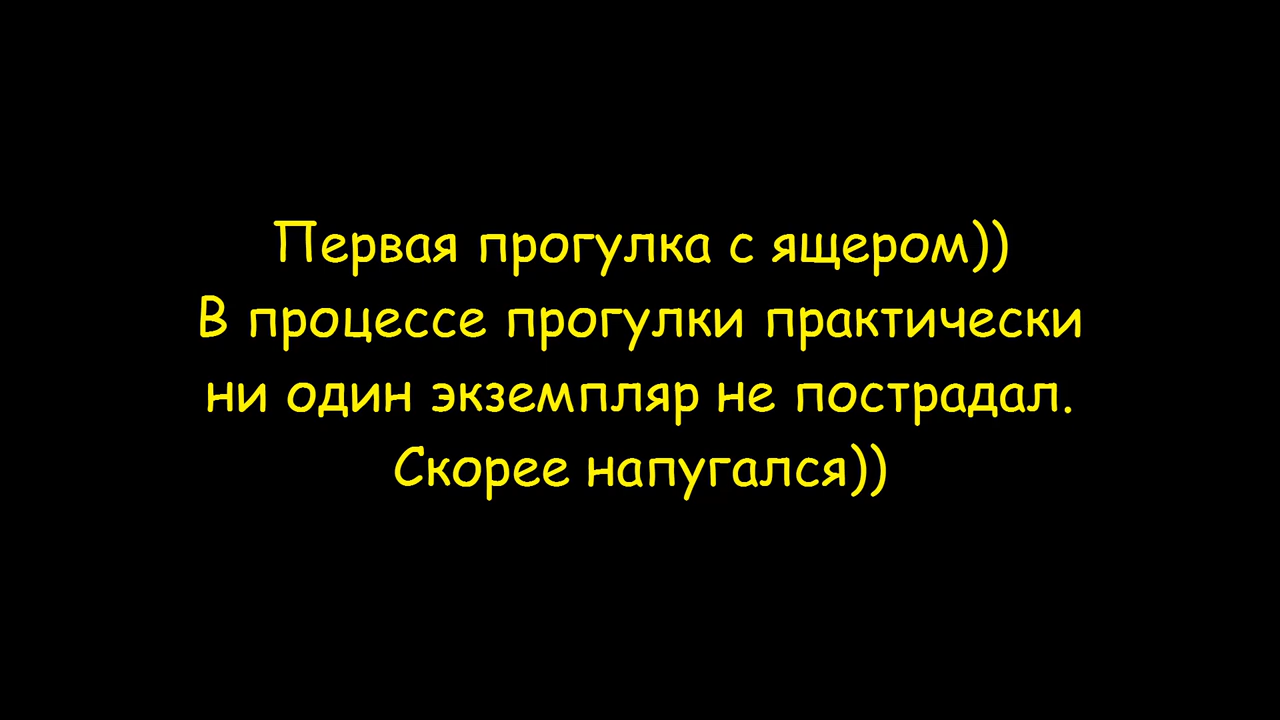 Первая прогулка с ящером))
В процессе прогулки практически
ни один экземпляр не пострадал.
Скорее напугался))